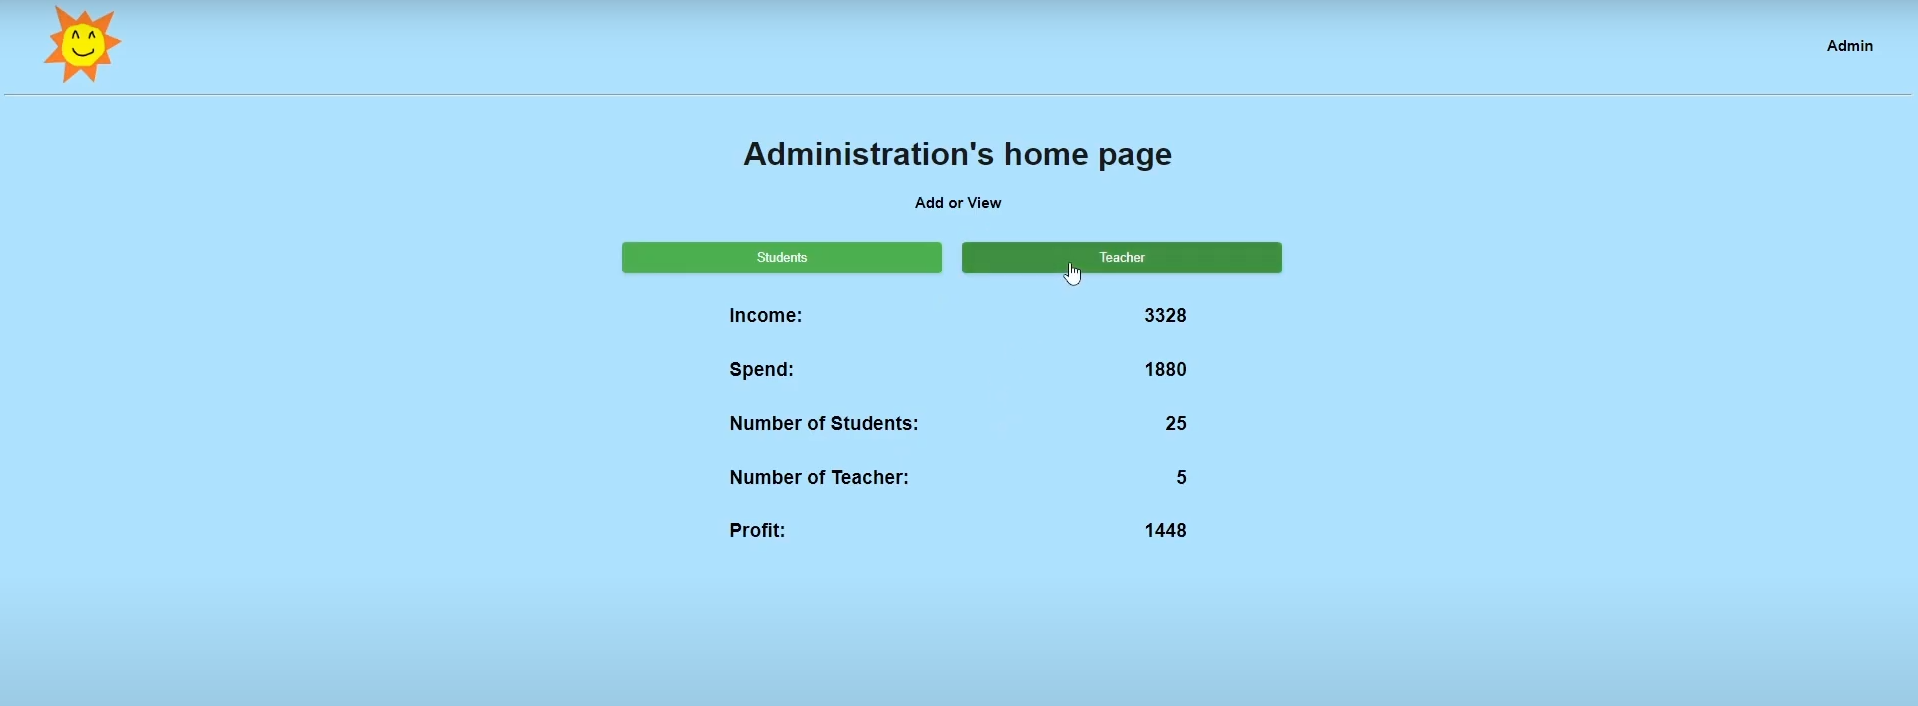 Admin
Administration's home page
Add or View
Students Teacher
Income: 3328
Spend: 1880
Number of Students: 25
Number of Teacher: 5
Profit: 1448